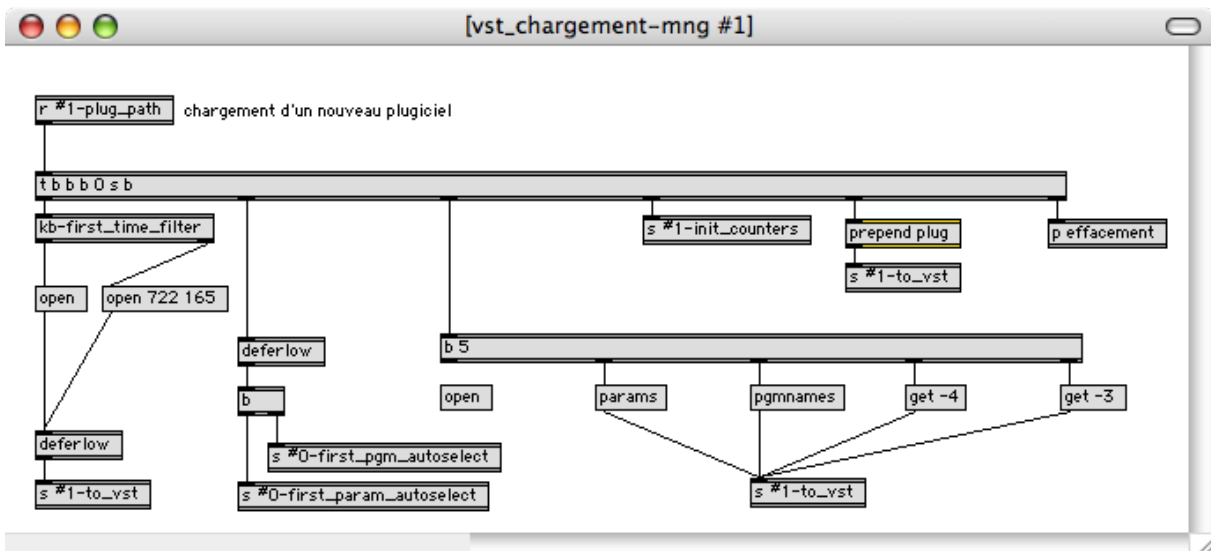 [vst_chargement-mng #1]
r #1-plug_path chargement d'un nouveau plugiciel
t b b b 0 s b
kb-first_time_filter
s #1-init_counters
prepend plug
p effacement
s #1-to_vst
open
open 722 165
deferlow
b 5
b
open
params
pgmnames
get -4
get -3
deferlow
s #0-first_pgm_autoselect
s #1-to_vst
s #0-first_param_autoselect
s #1-to_vst